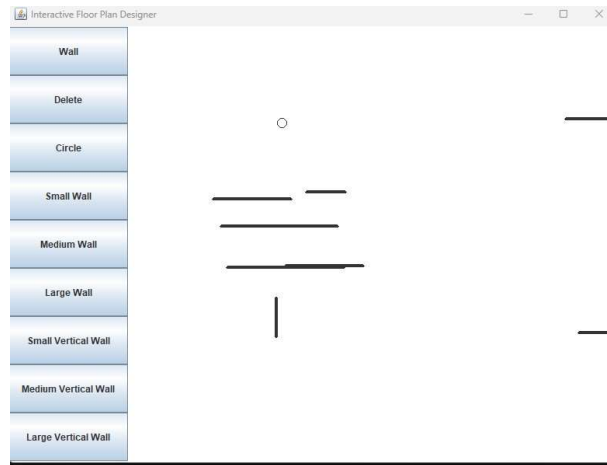 Interactive Floor Plan Designer
Wall
Delete
Circle
Small Wall
Medium Wall
Large Wall
Small Vertical Wall
Medium Vertical Wall
Large Vertical Wall